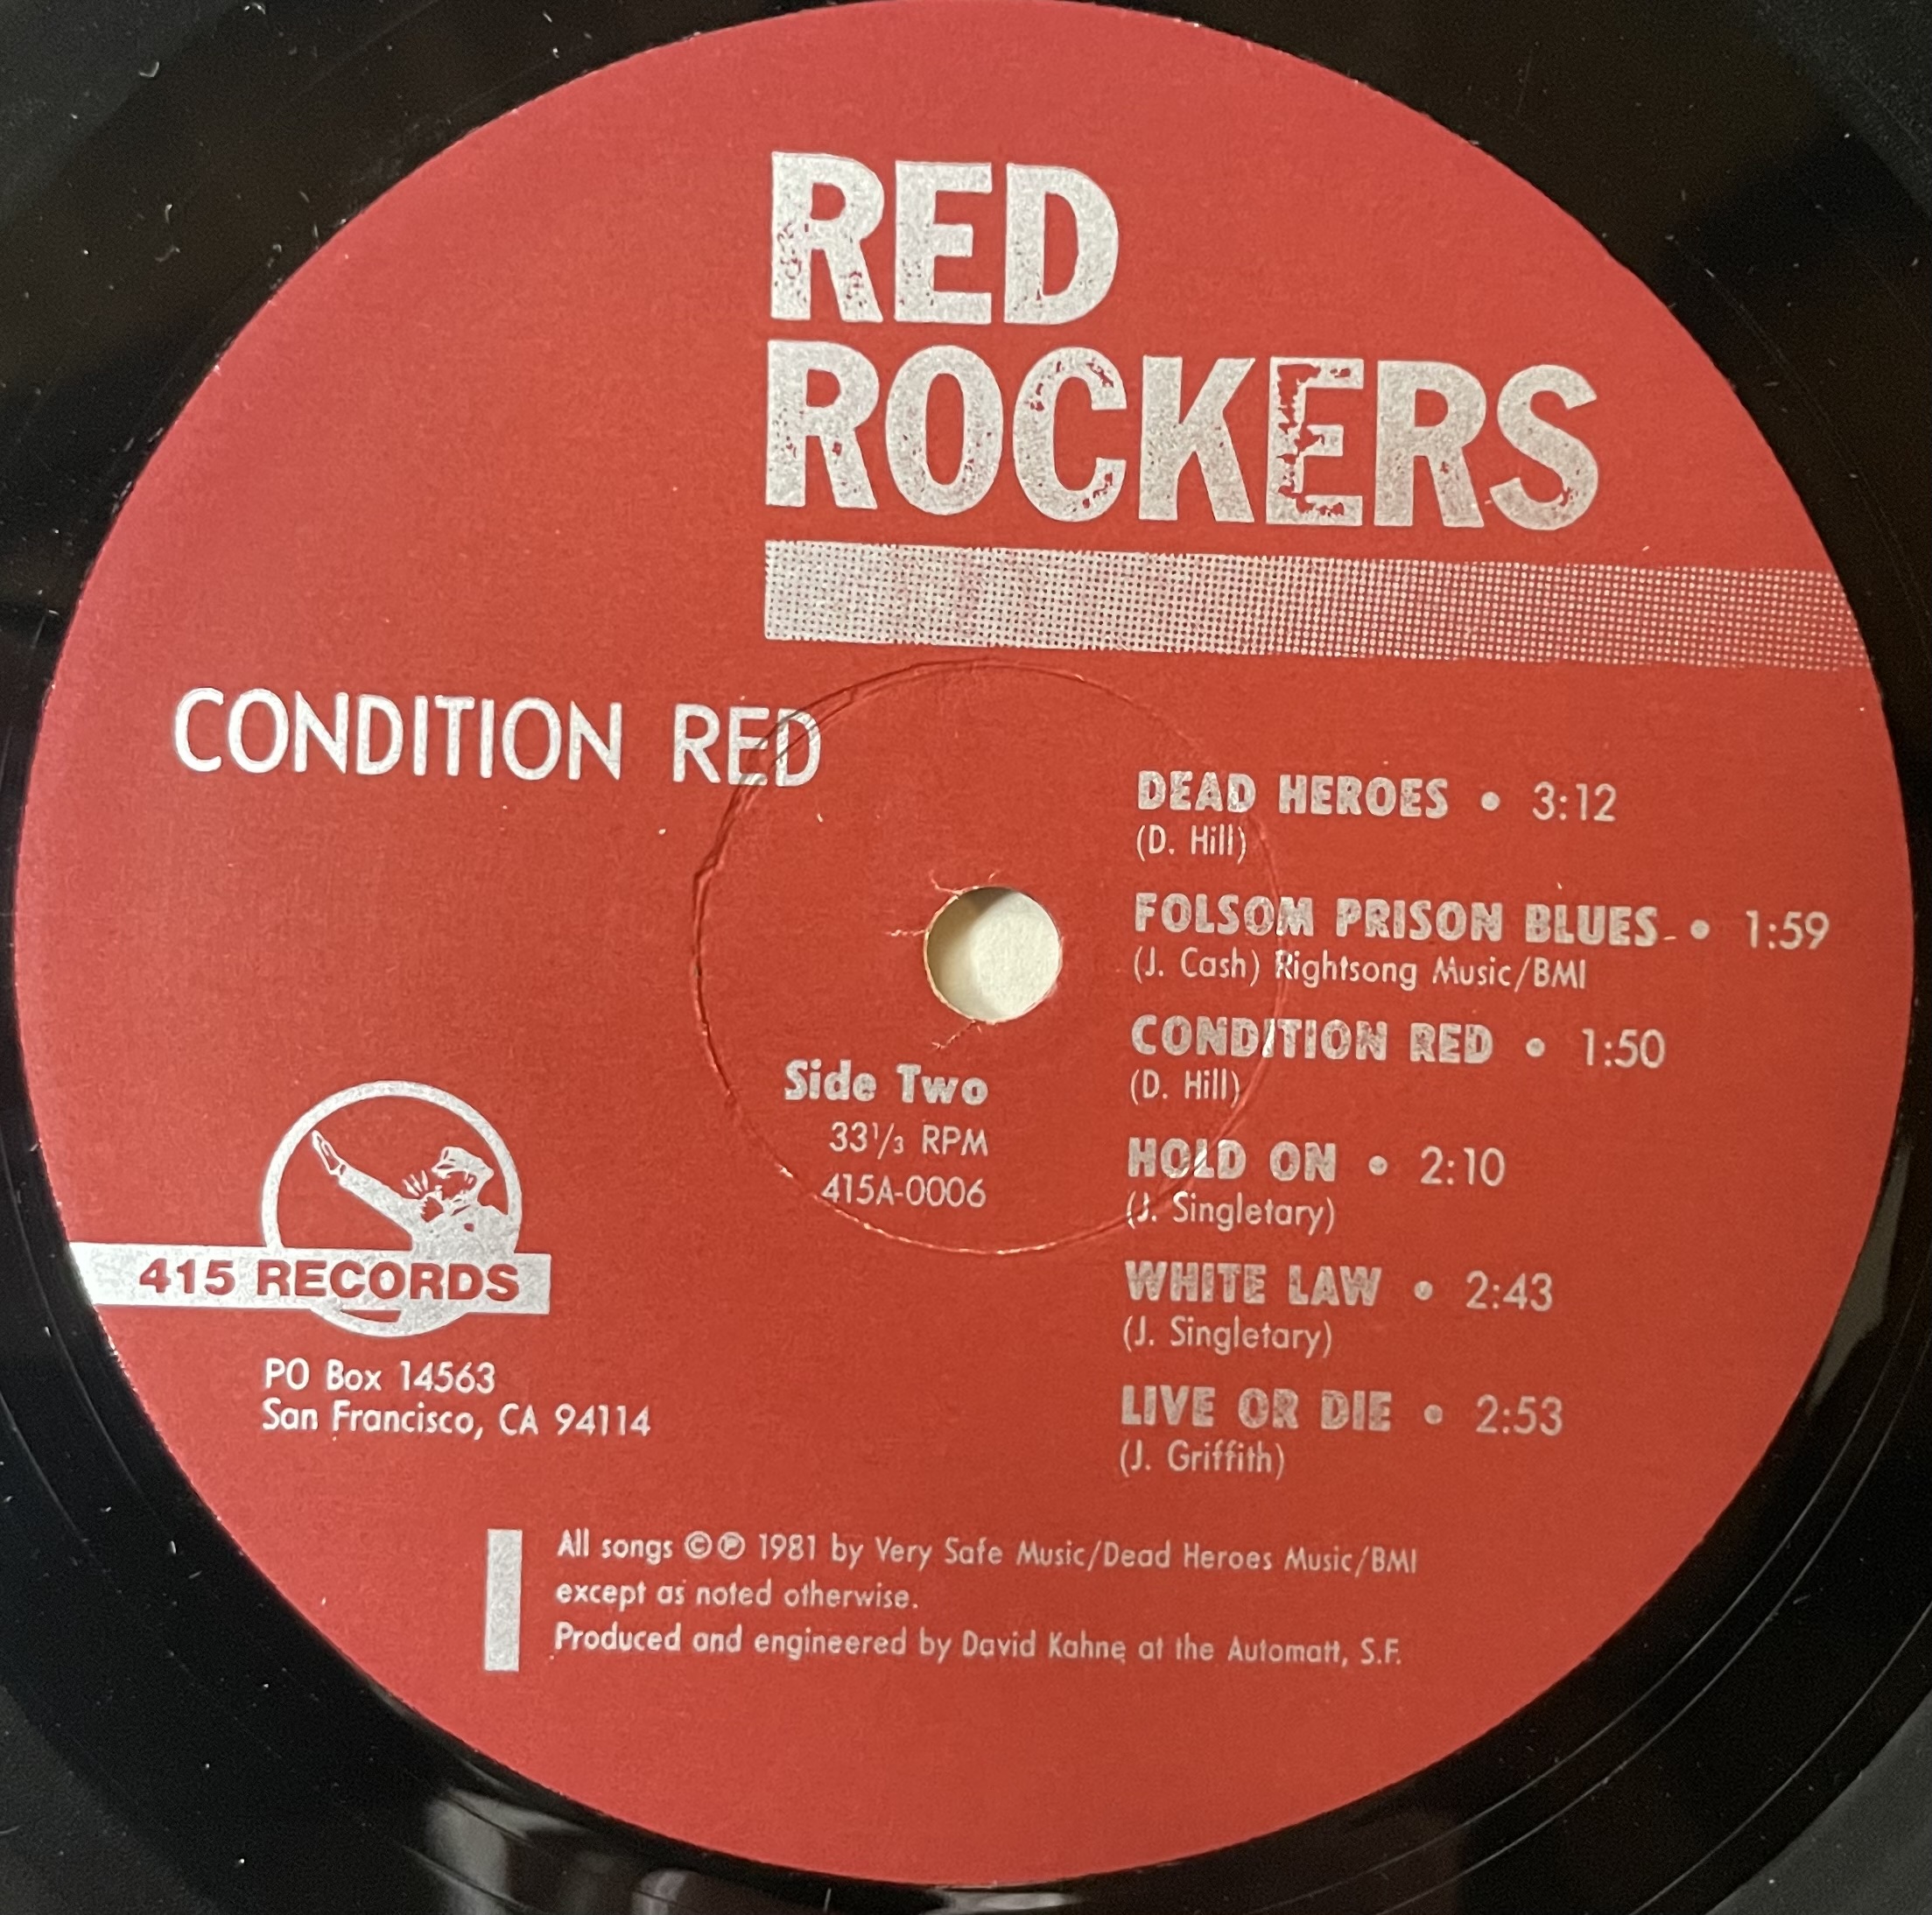 RED
ROCKERS
CONDITION RED
DEAD HEROES • 3:12
(D. Hill)
FOLSOM PRISON BLUES • 1:59
(J. Cash) Rightsong Music/BMI
CONDITION RED • 1:50
(D. Hill)
HOLD ON • 2:10
(J. Singletary)
WHITE LAW • 2:43
(J. Singletary)
LIVE OR DIE • 2:53
(J. Griffith)
Side Two
33⅓ RPM
415A-0006
415 RECORDS
PO Box 14563
San Francisco, CA 94114
All songs ©℗ 1981 by Very Safe Music/Dead Heroes Music/BMI
except as noted otherwise.
Produced and engineered by David Kahne at the Automatt, S.F.